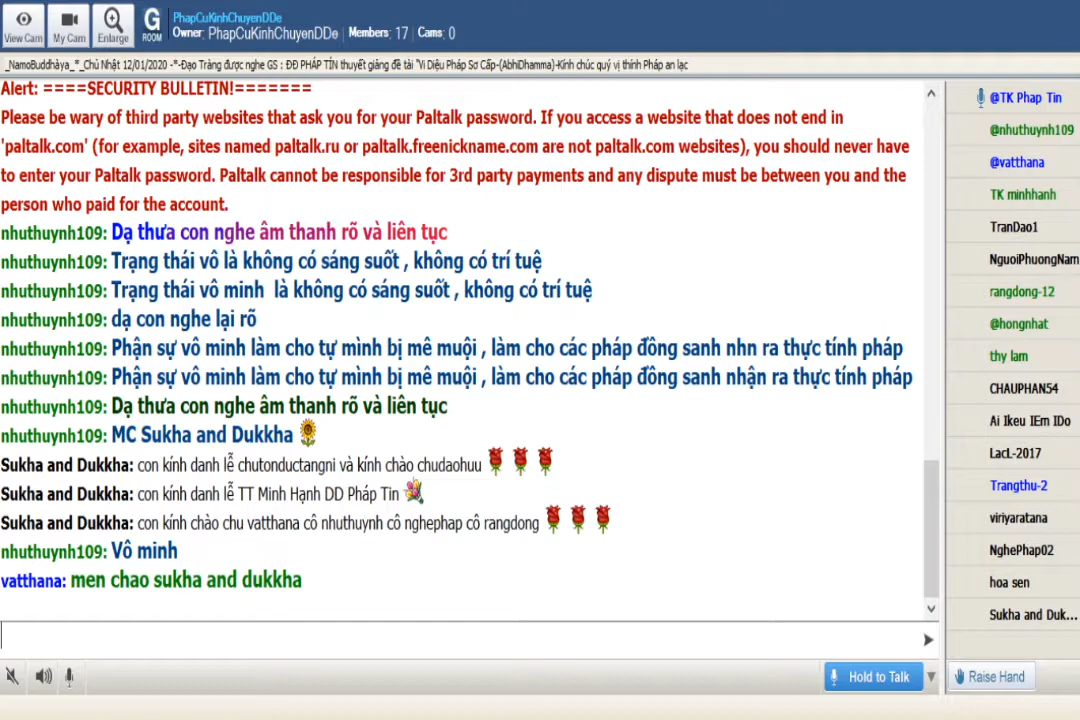 PhapCuKinhChuyenDDe
Owner: PhapCuKinhChuyenDDe Members: 17 Cams: 0
View Cam My Cam Enlarge G ROOM
_NamoBuddhàya_*_Chủ Nhật 12/01/2020 -*-Đạo Tràng được nghe GS : ĐĐ PHÁP TÍN thuyết giảng đề tài "Vi Diệu Pháp Sơ Cấp-(AbhiDhamma)-Kính chúc quý vị thính Pháp an lạc
Alert: ====SECURITY BULLETIN!=======
Please be wary of third party websites that ask you for your Paltalk password. If you access a website that does not end in
'paltalk.com' (for example, sites named paltalk.ru or paltalk.freenickname.com are not paltalk.com websites), you should never have
to enter your Paltalk password. Paltalk cannot be responsible for 3rd party payments and any dispute must be between you and the
person who paid for the account.
nhuthuynh109: Dạ thưa con nghe âm thanh rõ và liên tục
nhuthuynh109: Trạng thái vô là không có sáng suốt , không có trí tuệ
nhuthuynh109: Trạng thái vô minh là không có sáng suốt , không có trí tuệ
nhuthuynh109: dạ con nghe lại rõ
nhuthuynh109: Phận sự vô minh làm cho tự mình bị mê muội , làm cho các pháp đồng sanh nhn ra thực tính pháp
nhuthuynh109: Phận sự vô minh làm cho tự mình bị mê muội , làm cho các pháp đồng sanh nhận ra thực tính pháp
nhuthuynh109: Dạ thưa con nghe âm thanh rõ và liên tục
nhuthuynh109: MC Sukha and Dukkha
Sukha and Dukkha: con kính danh lễ chutonductangni và kính chào chudaohuu
Sukha and Dukkha: con kính danh lễ TT Minh Hạnh DD Pháp Tin
Sukha and Dukkha: con kính chào chu vatthana cô nhuthuynh cô nghephap cô rangdong
nhuthuynh109: Vô minh
vatthana: men chao sukha and dukkha
Hold to Talk
@TK Phap Tin
@nhuthuynh109
@vatthana
TK minhhanh
TranDao1
NguoiPhuongNam
rangdong-12
@hongnhat
thy lam
CHAUPHAN54
Ai Ikeu IEm IDo
LacL-2017
Trangthu-2
viriyaratana
NghePhap02
hoa sen
Sukha and Duk...
Raise Hand